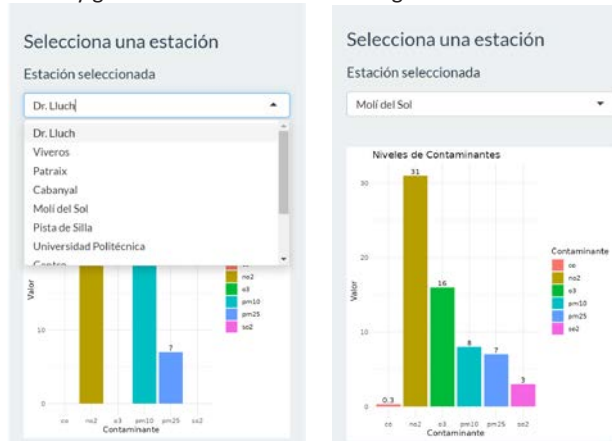 Selecciona una estación
Estación seleccionada
Dr. Lluch
Dr. Lluch
Viveros
Patraix
Cabanyal
Molí del Sol
Pista de Silla
Universidad Politécnica
Centro
Valor
10
0
7
co no2 o3 pm10 pm25 so2
Contaminante
co
no2
o3
pm10
pm25
so2
Selecciona una estación
Estación seleccionada
Molí del Sol
Niveles de Contaminantes
Valor
30
20
10
0
0.3
31
16
8
7
3
co no2 o3 pm10 pm25 so2
Contaminante
Contaminante
co
no2
o3
pm10
pm25
so2